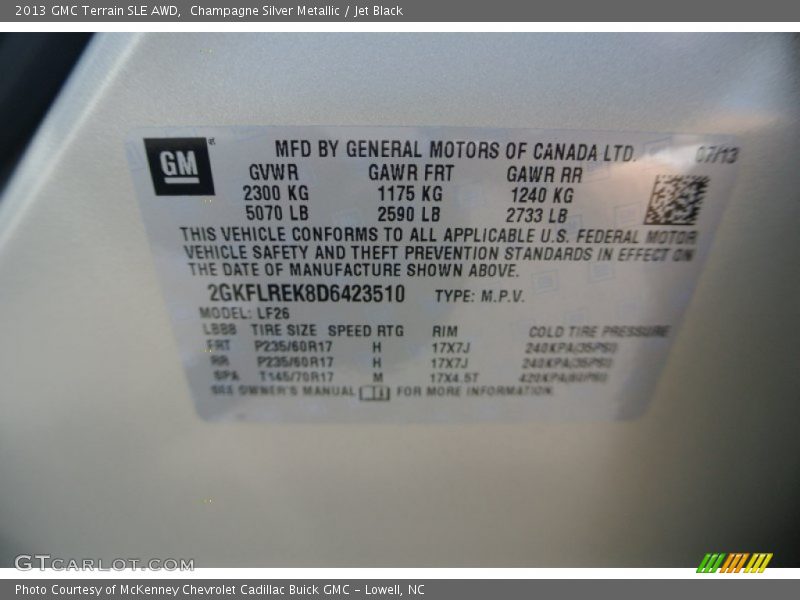 2013 GMC Terrain SLE AWD, Champagne Silver Metallic / Jet Black
GM
MFD BY GENERAL MOTORS OF CANADA LTD. 07/13
GVWR GAWR FRT GAWR RR
2300 KG 1175 KG 1240 KG
5070 LB 2590 LB 2733 LB
THIS VEHICLE CONFORMS TO ALL APPLICABLE U.S. FEDERAL MOTOR
VEHICLE SAFETY AND THEFT PREVENTION STANDARDS IN EFFECT ON
THE DATE OF MANUFACTURE SHOWN ABOVE.
2GKFLREK8D6423510 TYPE: M.P.V.
MODEL: LF26
TIRE SIZE SPEED RTG RIM COLD TIRE PRESSURE
FRT P235/60R17 H 17X7J 240KPA(35PSI)
RR P235/60R17 H 17X7J 240KPA(35PSI)
SPA T145/70R17 M 17X4.5T 420KPA(60PSI)
SEE OWNER'S MANUAL FOR MORE INFORMATION.
GTCARLOT.COM
Photo Courtesy of McKenney Chevrolet Cadillac Buick GMC - Lowell, NC